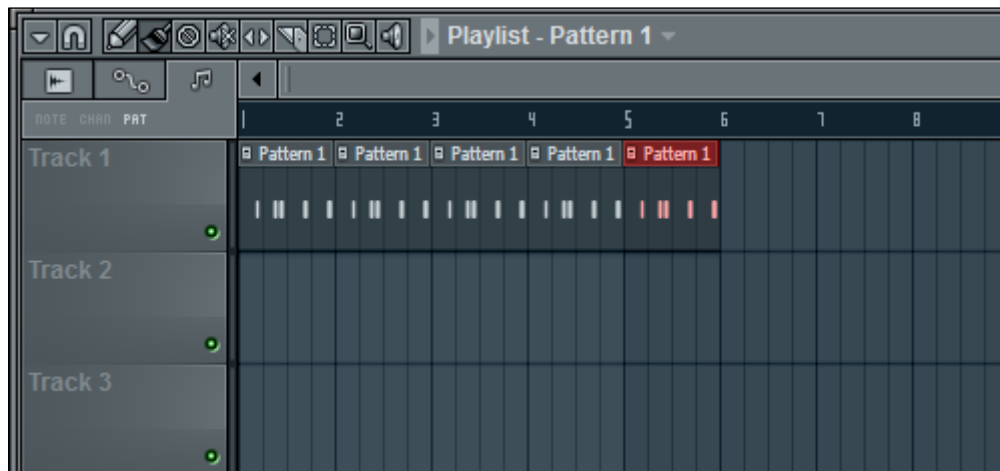 Playlist - Pattern 1
NOTE CHAN PAT
1 2 3 4 5 6 7 8
Track 1
Pattern 1 Pattern 1 Pattern 1 Pattern 1 Pattern 1
Track 2
Track 3